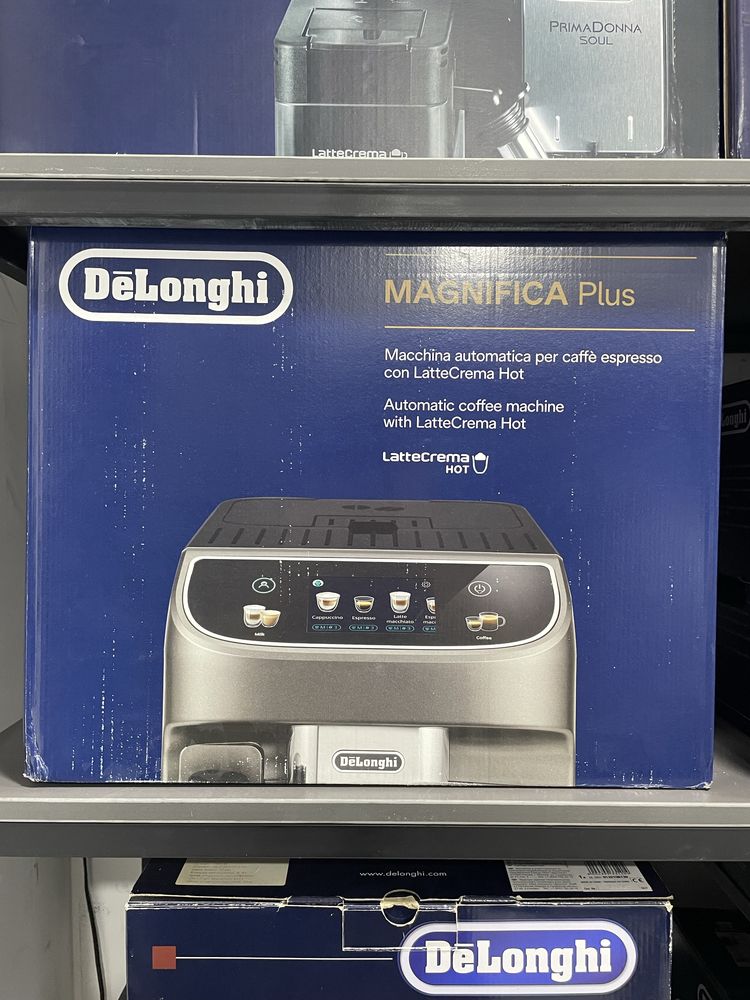 PRIMADONNA
SOUL
LatteCrema
DēLonghi
MAGNIFICA Plus
Macchina automatica per caffè espresso
con LatteCrema Hot
Automatic coffee machine
with LatteCrema Hot
LatteCrema
HOT
Cappuccino
Espresso
Latte
macchiato
Milk
Coffee
DēLonghi
www.delonghi.com
DēLonghi